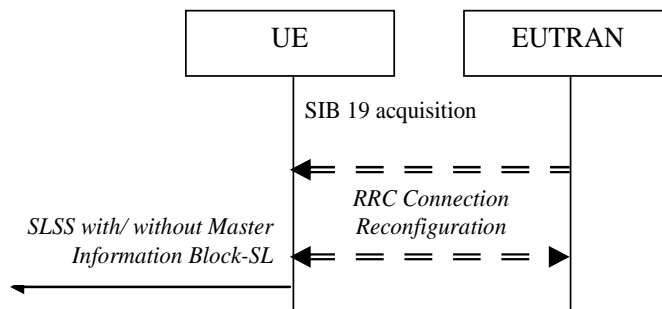 UE
EUTRAN
SIB 19 acquisition
RRC Connection
Reconfiguration
SLSS with/ without Master
Information Block-SL